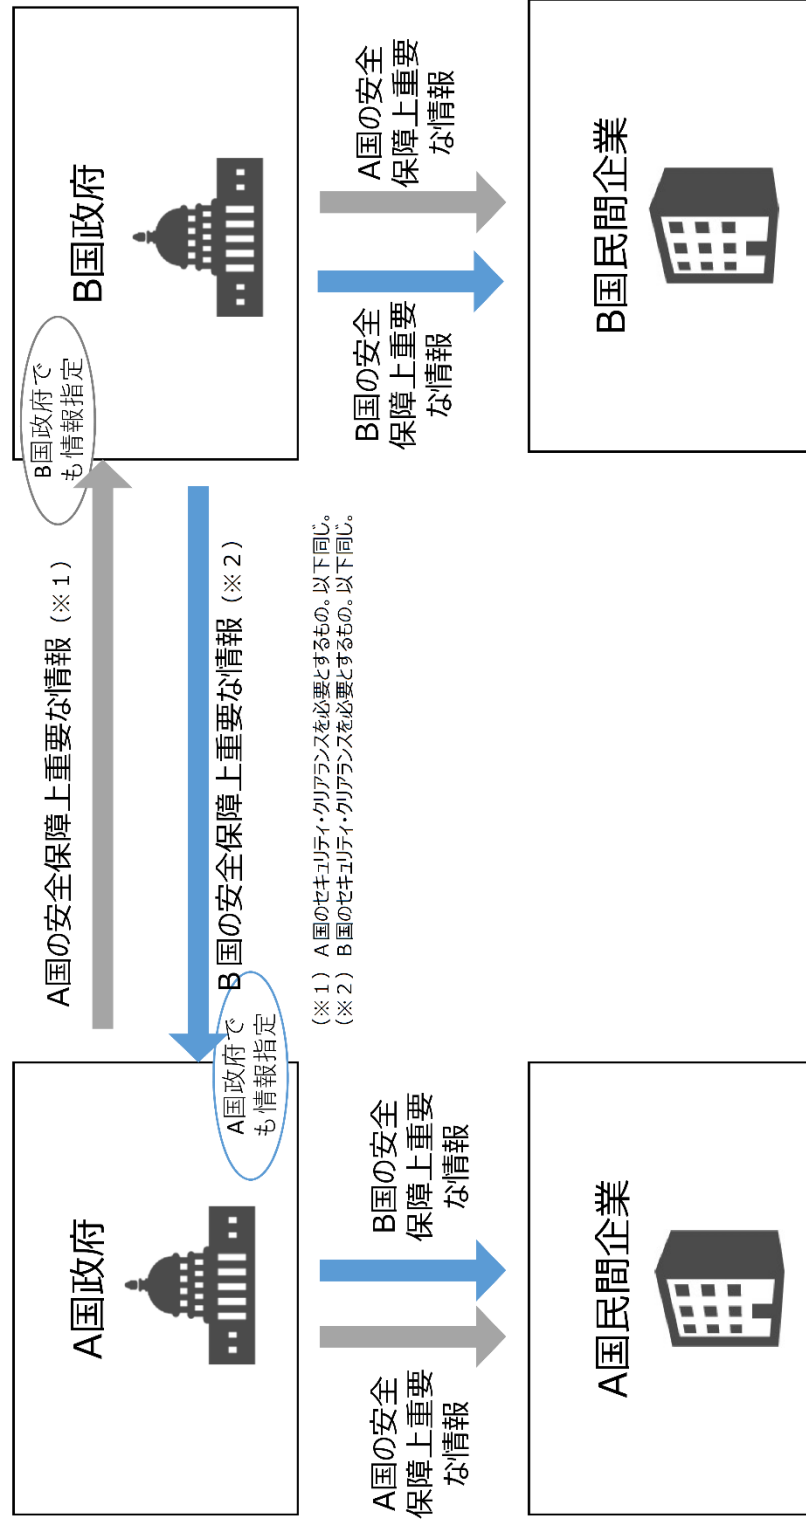 A国政府
A国政府で
も情報指定
A国の安全保障上重要な情報（※１）
B国の安全保障上重要な情報（※２）
B国政府で
も情報指定
B国政府
（※１）A国のセキュリティ・クリアランスを必要とするもの。以下同じ。
（※２）B国のセキュリティ・クリアランスを必要とするもの。以下同じ。
A国の安全
保障上重要
な情報
B国の安全
保障上重要
な情報
B国の安全
保障上重要
な情報
A国の安全
保障上重要
な情報
A国民間企業
B国民間企業